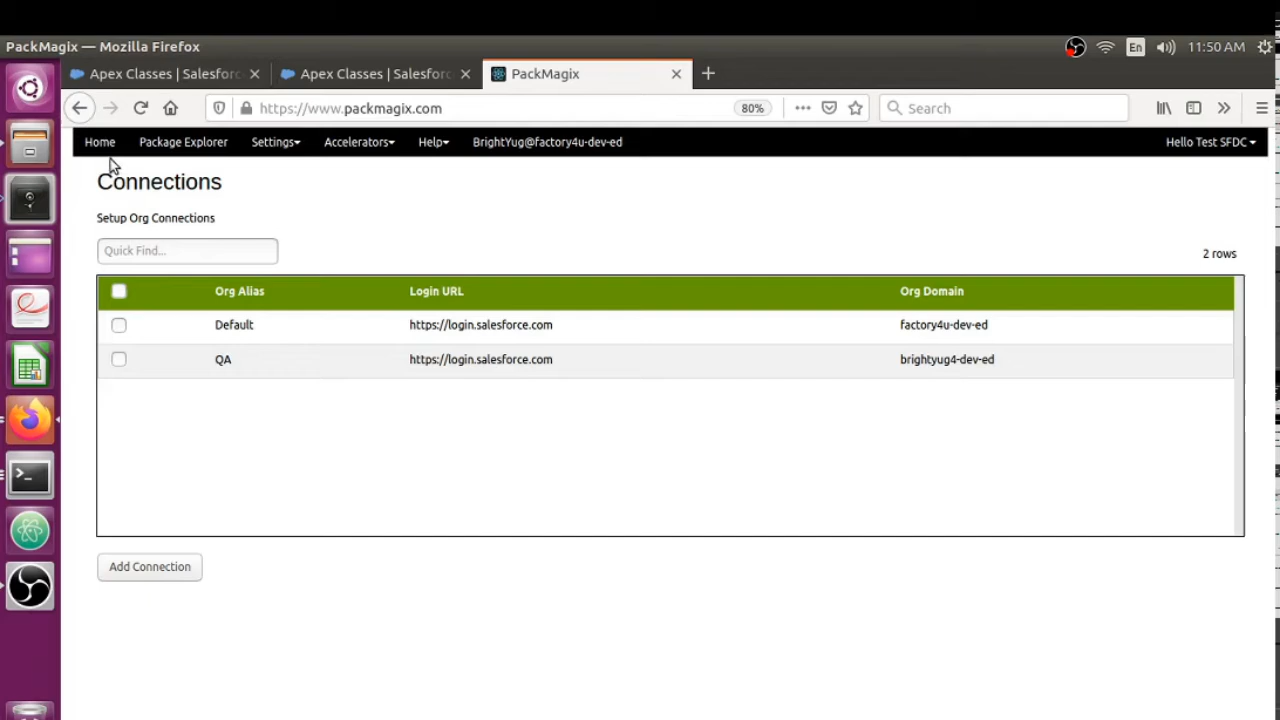 PackMagix — Mozilla Firefox
En
11:50 AM
Apex Classes | Salesforc
Apex Classes | Salesforc
PackMagix
https://www.packmagix.com
80%
Search
Home
Package Explorer
Settings
Accelerators
Help
BrightYug@factory4u-dev-ed
Hello Test SFDC
Connections
Setup Org Connections
Quick Find...
2 rows
Org Alias Login URL Org Domain
Default https://login.salesforce.com factory4u-dev-ed
QA https://login.salesforce.com brightyug4-dev-ed
Add Connection